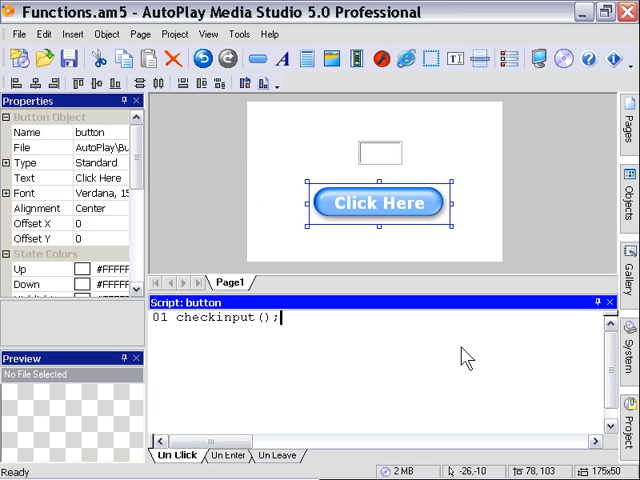 Functions.am5 - AutoPlay Media Studio 5.0 Professional
File Edit Insert Object Page Project View Tools Help
Properties
Button Object
Name button
File AutoPlay\Bu
Type Standard
Text Click Here
Font Verdana, 15
Alignment Center
Offset X 0
Offset Y 0
State Colors
Up #FFFFF
Down #FFFFF
Click Here
Page1
Script: button
01 checkinput();
Preview
No File Selected
On Click On Enter On Leave
Pages
Objects
Gallery
System
Project
Ready 2 MB -26,-10 78, 103 175x50